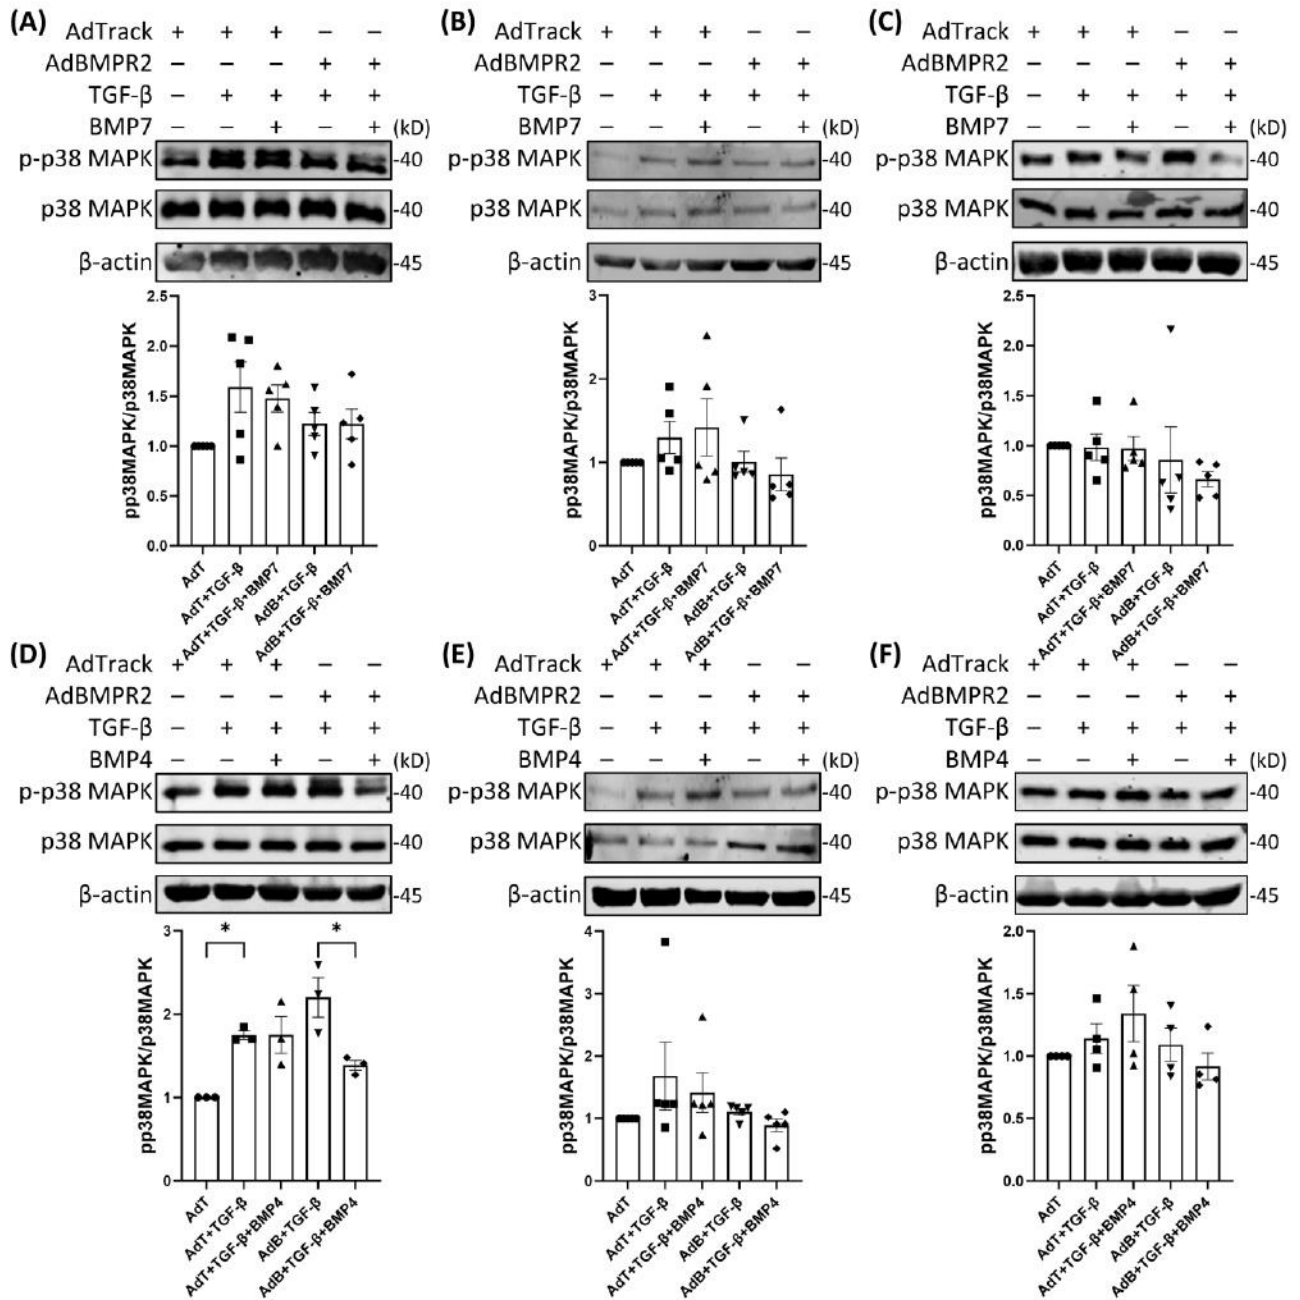 (A) AdTrack + + + − −
AdBMPR2 − − − + +
TGF-β − + + + +
BMP7 − − + − + (kD)
p-p38 MAPK -40
p38 MAPK -40
β-actin -45
pp38MAPK/p38MAPK
2.5
2.0
1.5
1.0
0.5
0.0
AdT
AdT+TGF-β
AdT+TGF-β+BMP7
AdB+TGF-β
AdB+TGF-β+BMP7
(B) AdTrack + + + − −
AdBMPR2 − − − + +
TGF-β − + + + +
BMP7 − − + − + (kD)
p-p38 MAPK -40
p38 MAPK -40
β-actin -45
pp38MAPK/p38MAPK
3
2
1
0
AdT
AdT+TGF-β
AdT+TGF-β+BMP7
AdB+TGF-β
AdB+TGF-β+BMP7
(C) AdTrack + + + − −
AdBMPR2 − − − + +
TGF-β − + + + +
BMP7 − − + − + (kD)
p-p38 MAPK -40
p38 MAPK -40
β-actin -45
pp38MAPK/p38MAPK
2.5
2.0
1.5
1.0
0.5
0.0
AdT
AdT+TGF-β
AdT+TGF-β+BMP7
AdB+TGF-β
AdB+TGF-β+BMP7
(D) AdTrack + + + − −
AdBMPR2 − − − + +
TGF-β − + + + +
BMP4 − − + − + (kD)
p-p38 MAPK -40
p38 MAPK -40
β-actin -45
pp38MAPK/p38MAPK
* *
3
2
1
0
AdT
AdT+TGF-β
AdT+TGF-β+BMP4
AdB+TGF-β
AdB+TGF-β+BMP4
(E) AdTrack + + + − −
AdBMPR2 − − − + +
TGF-β − + + + +
BMP4 − − + − + (kD)
p-p38 MAPK -40
p38 MAPK -40
β-actin -45
pp38MAPK/p38MAPK
4
3
2
1
0
AdT
AdT+TGF-β
AdT+TGF-β+BMP4
AdB+TGF-β
AdB+TGF-β+BMP4
(F) AdTrack + + + − −
AdBMPR2 − − − + +
TGF-β − + + + +
BMP4 − − + − + (kD)
p-p38 MAPK -40
p38 MAPK -40
β-actin -45
pp38MAPK/p38MAPK
2.0
1.5
1.0
0.5
0.0
AdT
AdT+TGF-β
AdT+TGF-β+BMP4
AdB+TGF-β
AdB+TGF-β+BMP4